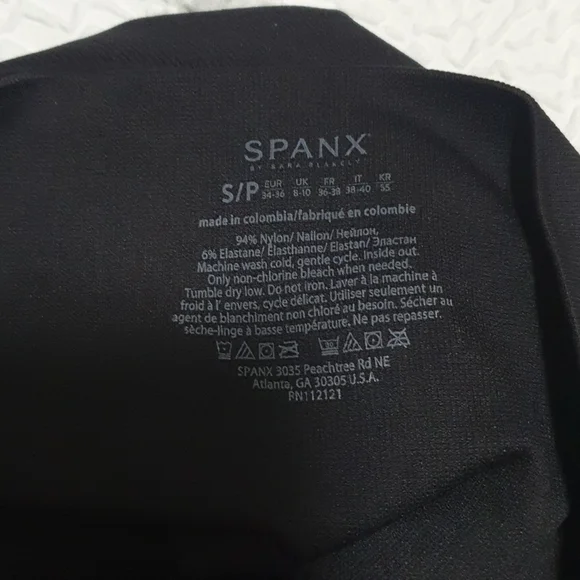 SPANX®
BY SARA BLAKELY
S/P EUR 34-36 UK 8-10 FR 36-38 IT 38-40 KR 55
made in colombia/fabriqué en colombie
94% Nylon/ Nailon/ Нейлон,
6% Elastane/ Elasthanne/ Elastan/ Эластан
Machine wash cold, gentle cycle. Inside out.
Only non-chlorine bleach when needed.
Tumble dry low. Do not iron. Laver à la machine à
froid à l' envers, cycle délicat. Utiliser seulement un
agent de blanchiment non chloré au besoin. Sécher au
sèche-linge à basse température. Ne pas repasser.
SPANX 3035 Peachtree Rd NE
Atlanta, GA 30305 U.S.A.
RN112121